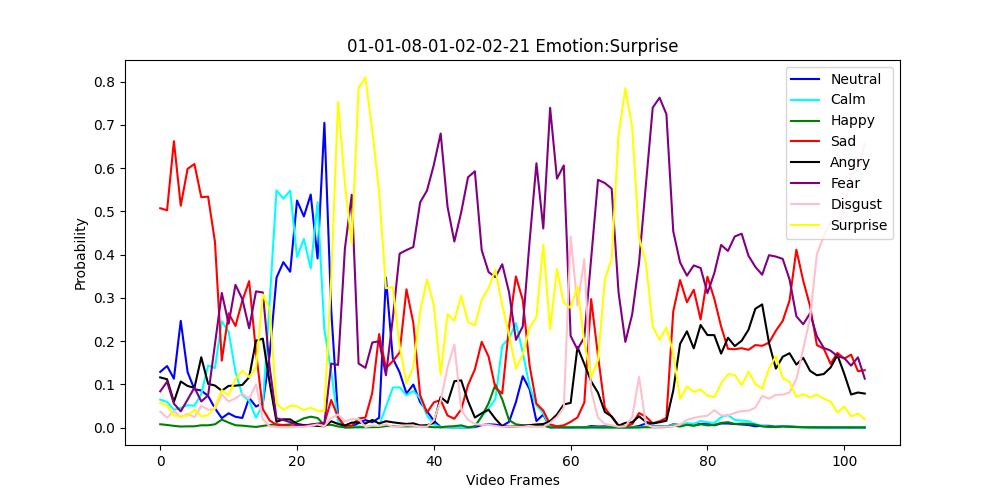 01-01-08-01-02-02-21 Emotion:Surprise
Probability
0.8
0.7
0.6
0.5
0.4
0.3
0.2
0.1
0.0
0 20 40 60 80 100
Video Frames
Neutral
Calm
Happy
Sad
Angry
Fear
Disgust
Surprise